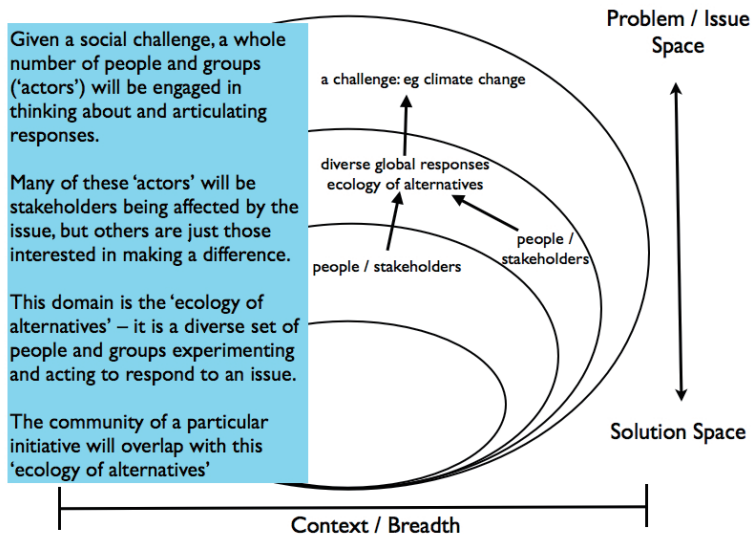 Given a social challenge, a whole
number of people and groups
(‘actors’) will be engaged in
thinking about and articulating
responses.
Many of these ‘actors’ will be
stakeholders being affected by the
issue, but others are just those
interested in making a difference.
This domain is the ‘ecology of
alternatives’ – it is a diverse set of
people and groups experimenting
and acting to respond to an issue.
The community of a particular
initiative will overlap with this
‘ecology of alternatives’
a challenge: eg climate change
diverse global responses
ecology of alternatives
people / stakeholders
people /
stakeholders
Problem / Issue
Space
Solution Space
Context / Breadth